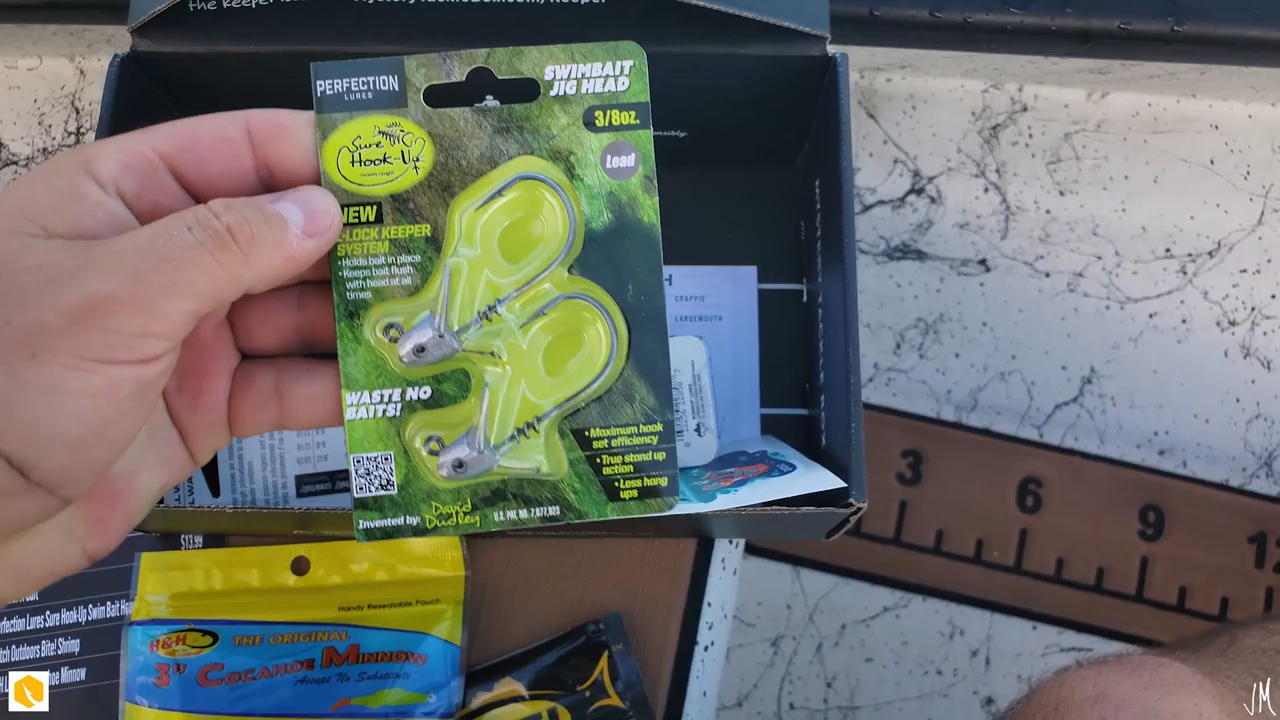 the Keeper
PERFECTION
LURES
SWIMBAIT
JIG HEAD
3/8oz.
Lead
Sure
Hook-Up
NEW
-LOCK KEEPER
SYSTEM
• Holds bait in place
• Keeps bait flush
with head at all
times
WASTE NO
BAITS!
• Maximum hook
set efficiency
• True stand up
action
• Less hang
ups
Invented by: David
Dudley
U.S. PAT. NO. 7,877,923
CRAPPIE
LARGEMOUTH
3 6 9
$13.99
Perfection Lures Sure Hook-Up Swim Bait
Outdoors Bite! Shrimp
Minnow
Handy Resealable Pouch
H&H
THE ORIGINAL
3" COCAHOE MINNOW
Accept No Substitute
JM